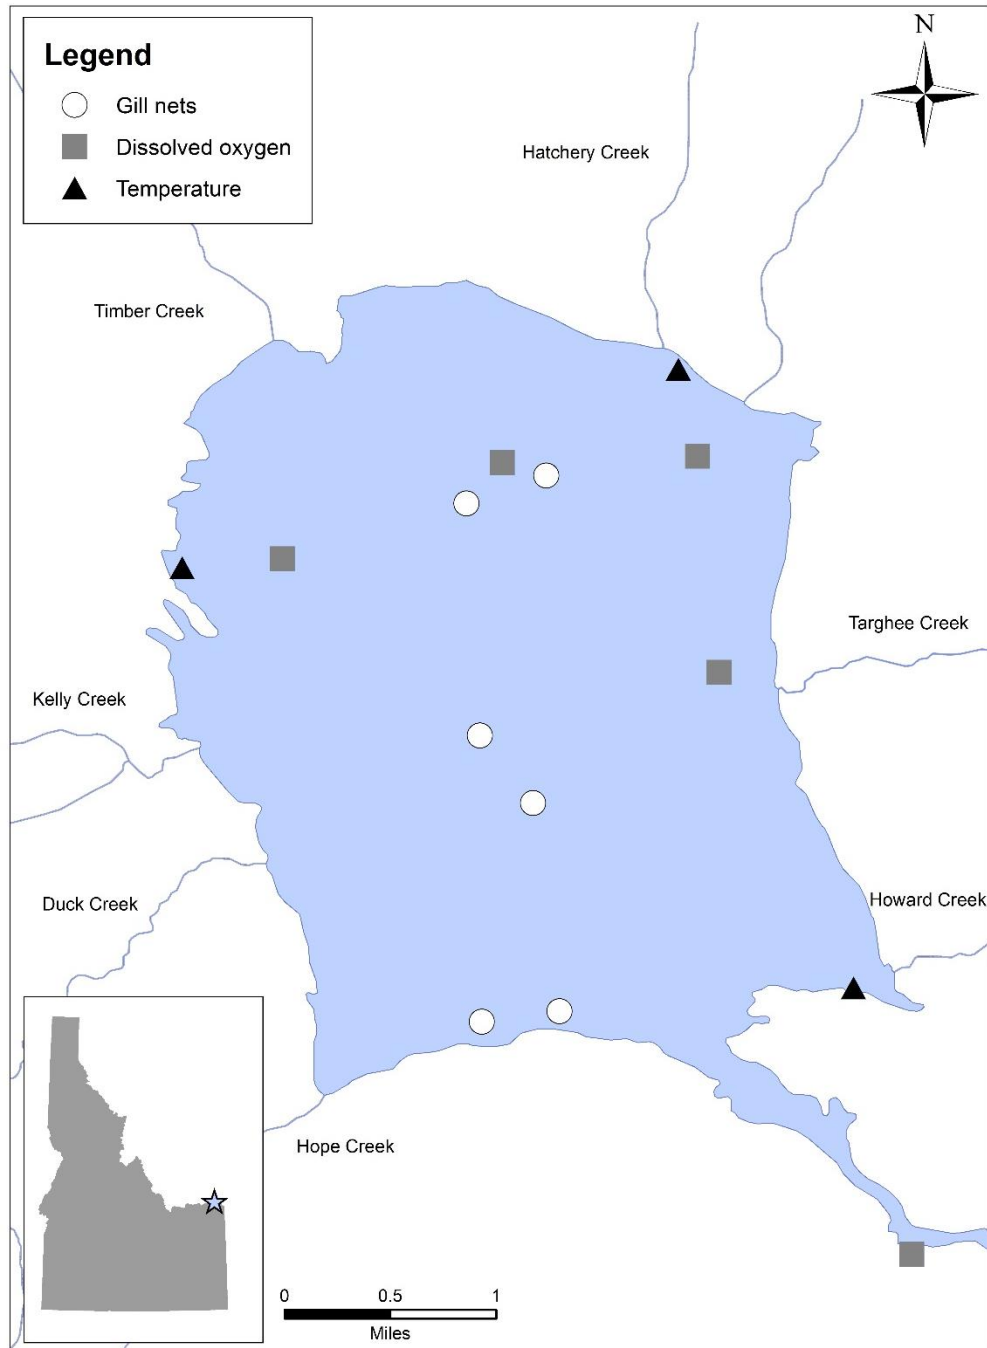 Legend
Gill nets
Dissolved oxygen
Temperature
N
Hatchery Creek
Timber Creek
Targhee Creek
Kelly Creek
Duck Creek
Howard Creek
Hope Creek
0 0.5 1
Miles